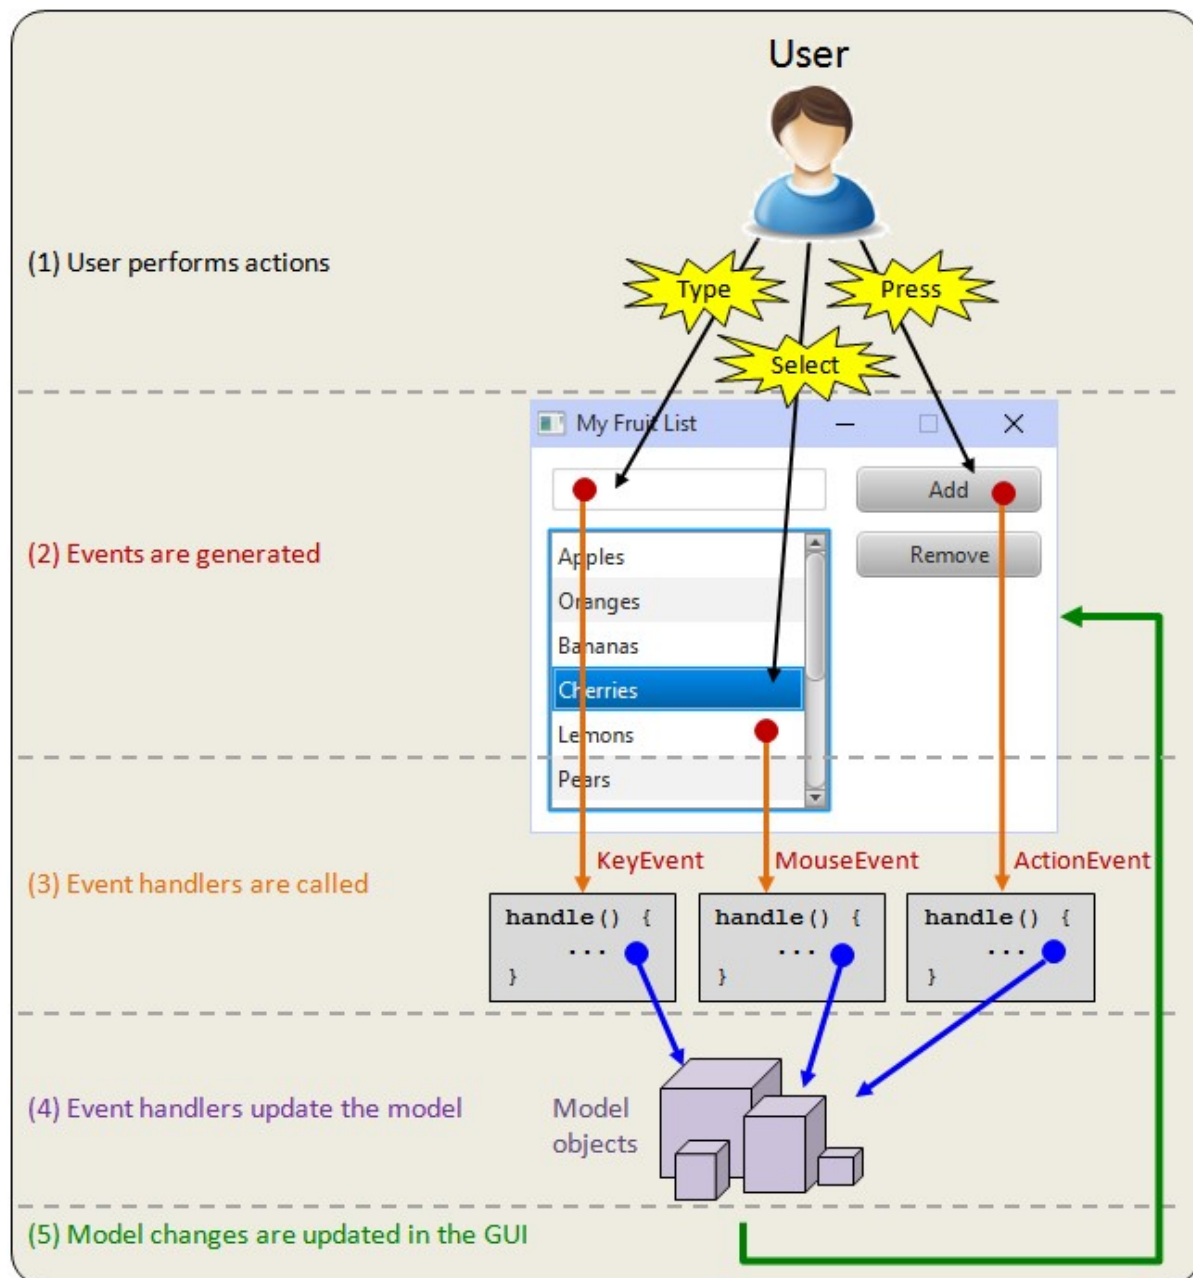 User
(1) User performs actions
Type
Press
Select
My Fruit List
Add
(2) Events are generated
Apples
Remove
Oranges
Bananas
Cherries
Lemons
Pears
KeyEvent
MouseEvent
ActionEvent
(3) Event handlers are called
handle() {
...
}
handle() {
...
}
handle() {
...
}
(4) Event handlers update the model
Model
objects
(5) Model changes are updated in the GUI